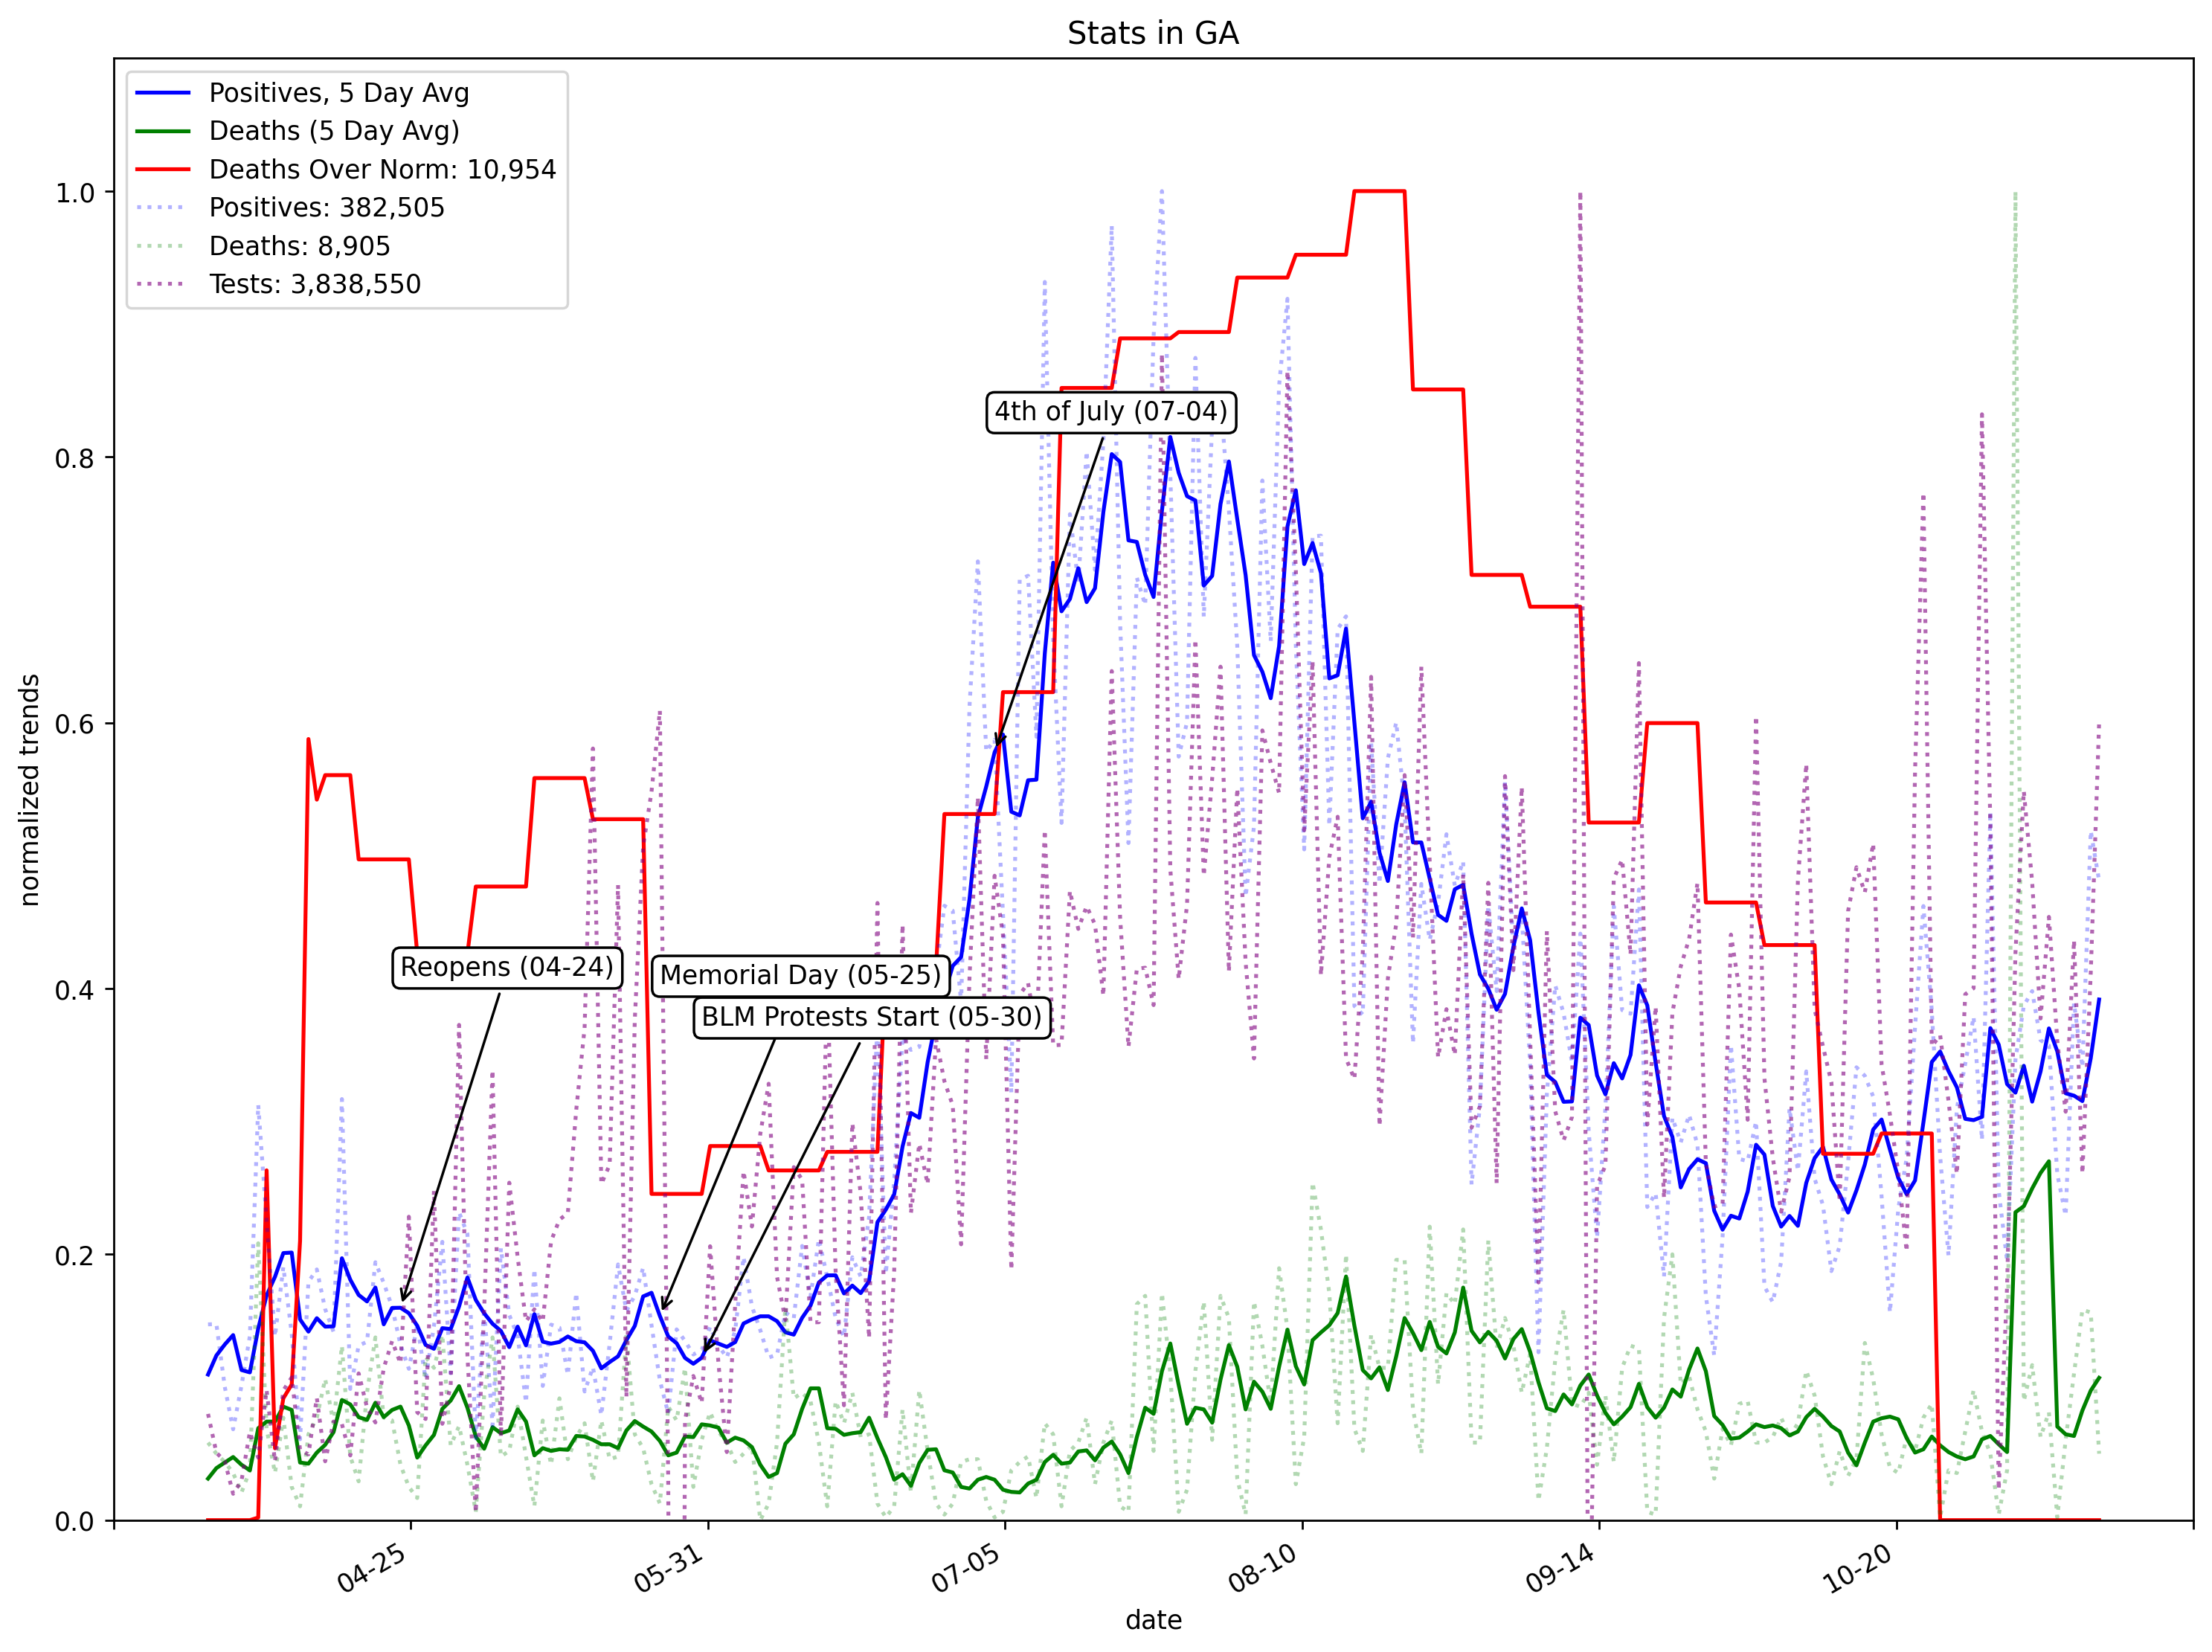 Stats in GA
Positives, 5 Day Avg
Deaths (5 Day Avg)
Deaths Over Norm: 10,954
Positives: 382,505
Deaths: 8,905
Tests: 3,838,550
1.0
0.8
0.6
0.4
0.2
0.0
normalized trends
4th of July (07-04)
Reopens (04-24)
Memorial Day (05-25)
BLM Protests Start (05-30)
04-25
05-31
07-05
08-10
09-14
10-20
date